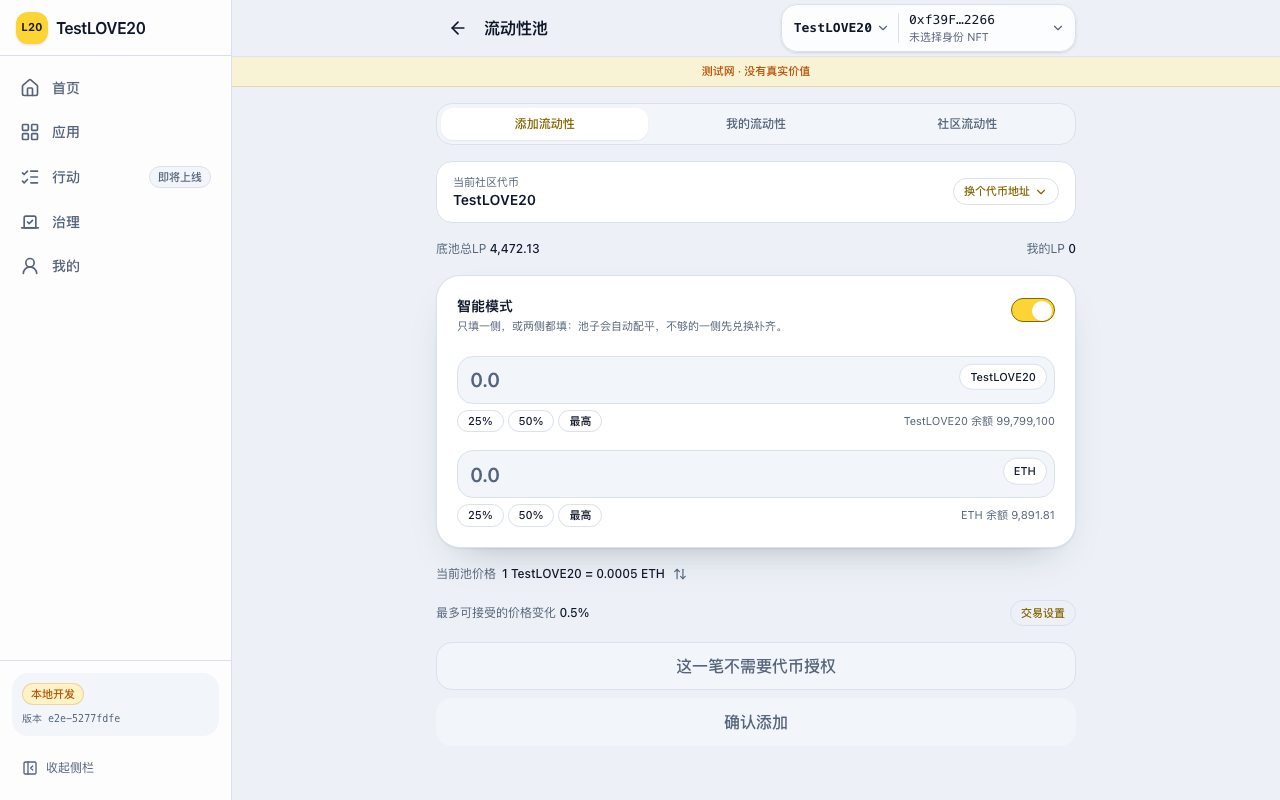 L20 TestLOVE20
首页
应用
行动 即将上线
治理
我的
本地开发
版本 e2e-5277fdfe
收起侧栏
流动性池
TestLOVE20
0xf39F…2266
未选择身份 NFT
测试网 · 没有真实价值
添加流动性 我的流动性 社区流动性
当前社区代币
TestLOVE20
换个代币地址
底池总LP 4,472.13 我的LP 0
智能模式
只填一侧，或两侧都填：池子会自动配平，不够的一侧先兑换补齐。
0.0 TestLOVE20
25% 50% 最高 TestLOVE20 余额 99,799,100
0.0 ETH
25% 50% 最高 ETH 余额 9,891.81
当前池价格 1 TestLOVE20 = 0.0005 ETH
最多可接受的价格变化 0.5% 交易设置
这一笔不需要代币授权
确认添加